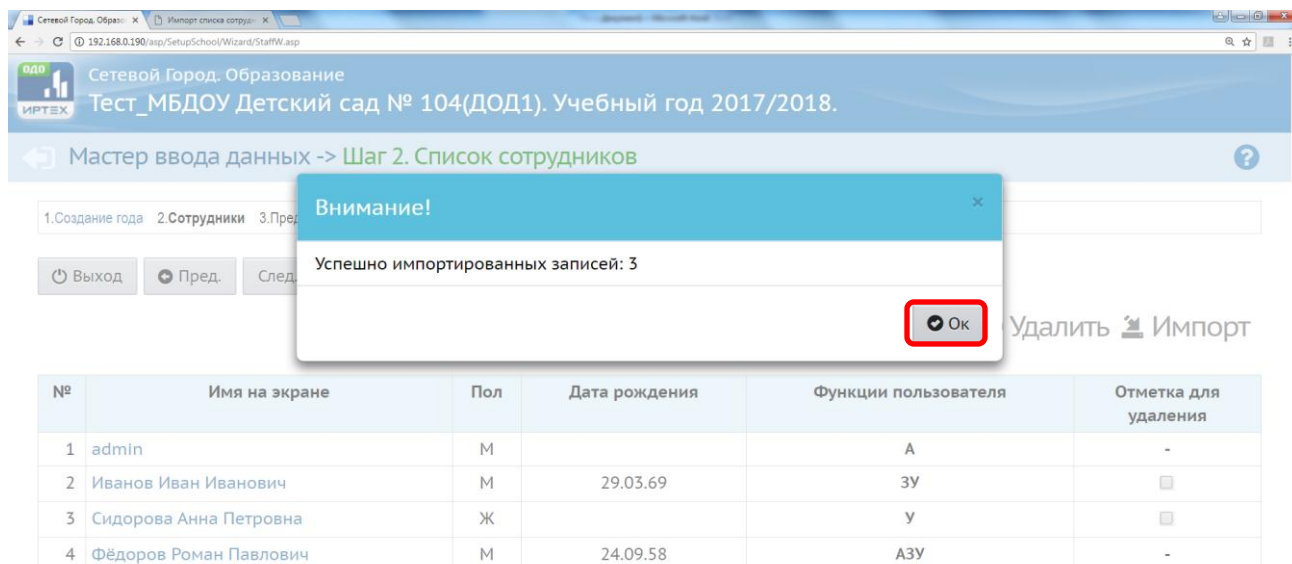 Сетевой Город. Образо
Импорт списка сотруд
192.168.0.190/asp/SetupSchool/Wizard/StaffW.asp
ОДО
ИРТЕХ
Сетевой Город. Образование
Тест_МБДОУ Детский сад № 104(ДОД1). Учебный год 2017/2018.
Мастер ввода данных -> Шаг 2. Список сотрудников
1.Создание года 2.Сотрудники 3.Пред
Внимание!
Выход Пред. След.
Успешно импортированных записей: 3
Ок
Удалить Импорт
№ Имя на экране Пол Дата рождения Функции пользователя Отметка для
удаления
1 admin М А -
2 Иванов Иван Иванович М 29.03.69 ЗУ
3 Сидорова Анна Петровна Ж У
4 Фёдоров Роман Павлович М 24.09.58 АЗУ -